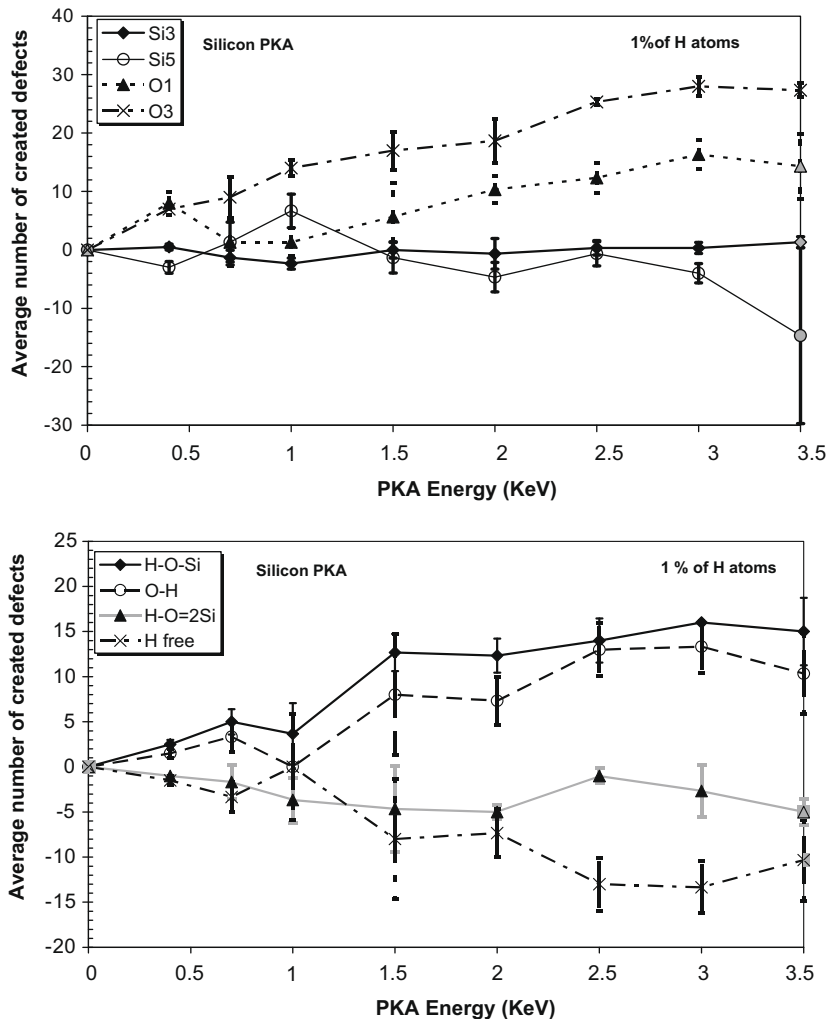 Si3
Si5
O1
O3
Silicon PKA
1%of H atoms
Average number of created defects
40
30
20
10
0
-10
-20
-30
0
0.5
1
1.5
2
2.5
3
3.5
PKA Energy (KeV)
H-O-Si
O-H
H-O=2Si
H free
Silicon PKA
1 % of H atoms
Average number of created defects
25
20
15
10
5
0
-5
-10
-15
-20
0
0.5
1
1.5
2
2.5
3
3.5
PKA Energy (KeV)